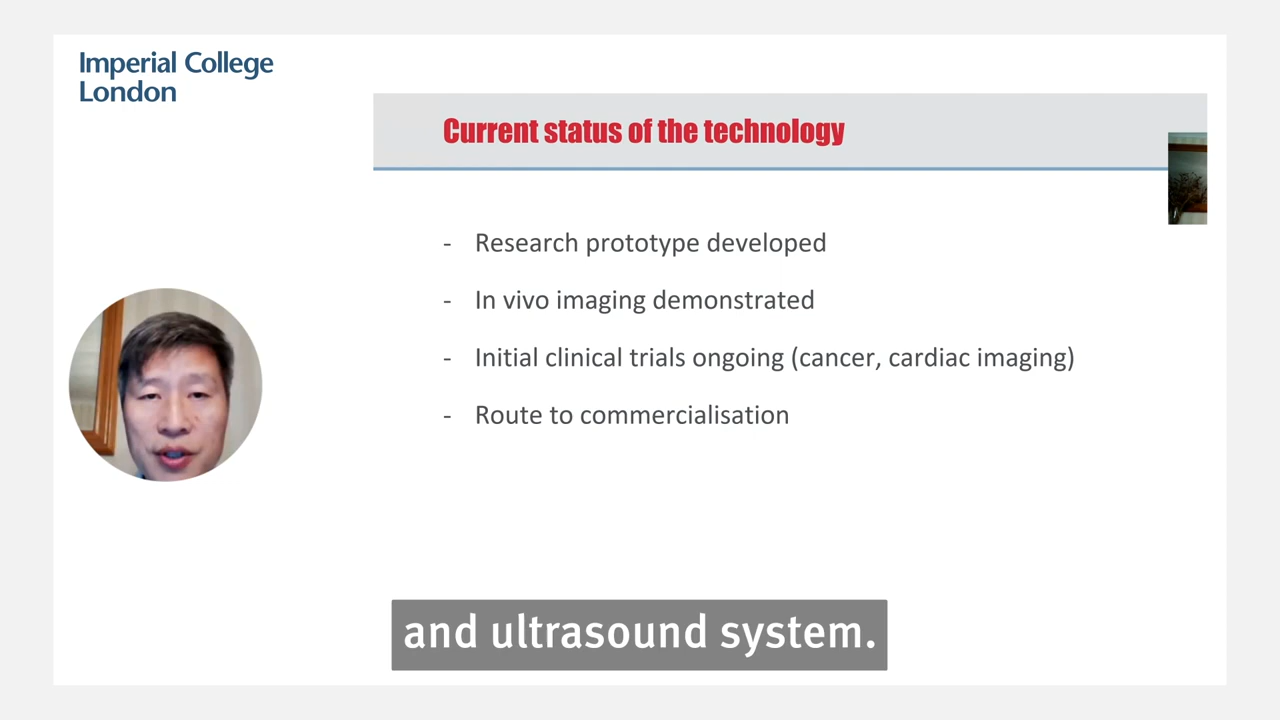 Imperial College
London
Current status of the technology
- Research prototype developed
- In vivo imaging demonstrated
- Initial clinical trials ongoing (cancer, cardiac imaging)
- Route to commercialisation
and ultrasound system.